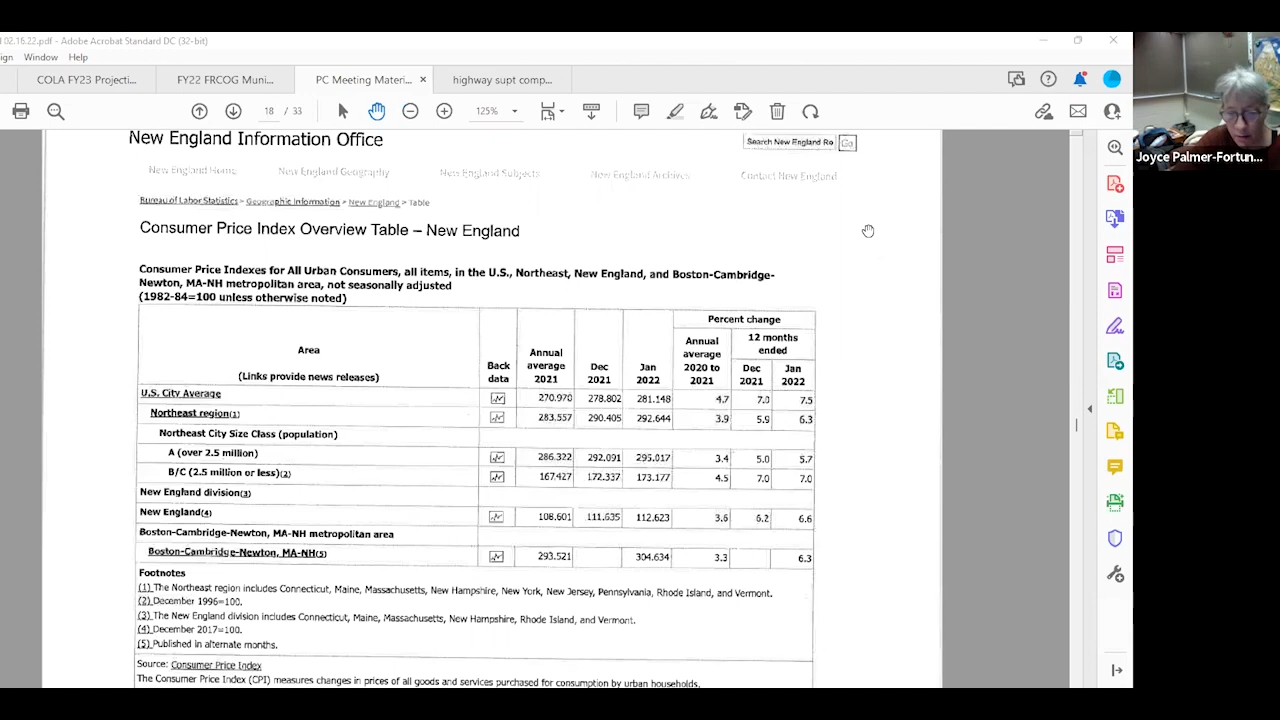 02.16.22.pdf - Adobe Acrobat Standard DC (32-bit)
ign Window Help
COLA FY23 Projecti... FY22 FRCOG Muni... PC Meeting Materi... × highway supt comp...
18 / 33 125%
New England Information Office
Search New England Ro Go
New England Home New England Geography New England Subjects New England Archives Contact New England
Bureau of Labor Statistics > Geographic Information > New England > Table
Consumer Price Index Overview Table – New England
Consumer Price Indexes for All Urban Consumers, all items, in the U.S., Northeast, New England, and Boston-Cambridge-
Newton, MA-NH metropolitan area, not seasonally adjusted
(1982-84=100 unless otherwise noted)
Area
(Links provide news releases)
Back
data
Annual
average
2021
Dec
2021
Jan
2022
Percent change
Annual
average
2020 to
2021
12 months
ended
Dec
2021
Jan
2022
U.S. City Average 270.970 278.802 281.148 4.7 7.0 7.5
Northeast region(1) 283.557 290.405 292.644 3.9 5.9 6.3
Northeast City Size Class (population)
A (over 2.5 million) 286.322 292.091 295.017 3.4 5.0 5.7
B/C (2.5 million or less)(2) 167.427 172.337 173.177 4.5 7.0 7.0
New England division(3)
New England(4) 108.601 111.635 112.623 3.6 6.2 6.6
Boston-Cambridge-Newton, MA-NH metropolitan area
Boston-Cambridge-Newton, MA-NH(5) 293.521 304.634 3.3 6.3
Footnotes
(1) The Northeast region includes Connecticut, Maine, Massachusetts, New Hampshire, New York, New Jersey, Pennsylvania, Rhode Island, and Vermont.
(2) December 1996=100.
(3) The New England division includes Connecticut, Maine, Massachusetts, New Hampshire, Rhode Island, and Vermont.
(4) December 2017=100.
(5) Published in alternate months.
Source: Consumer Price Index
The Consumer Price Index (CPI) measures changes in prices of all goods and services purchased for consumption by urban households.
Joyce Palmer-Fortun...